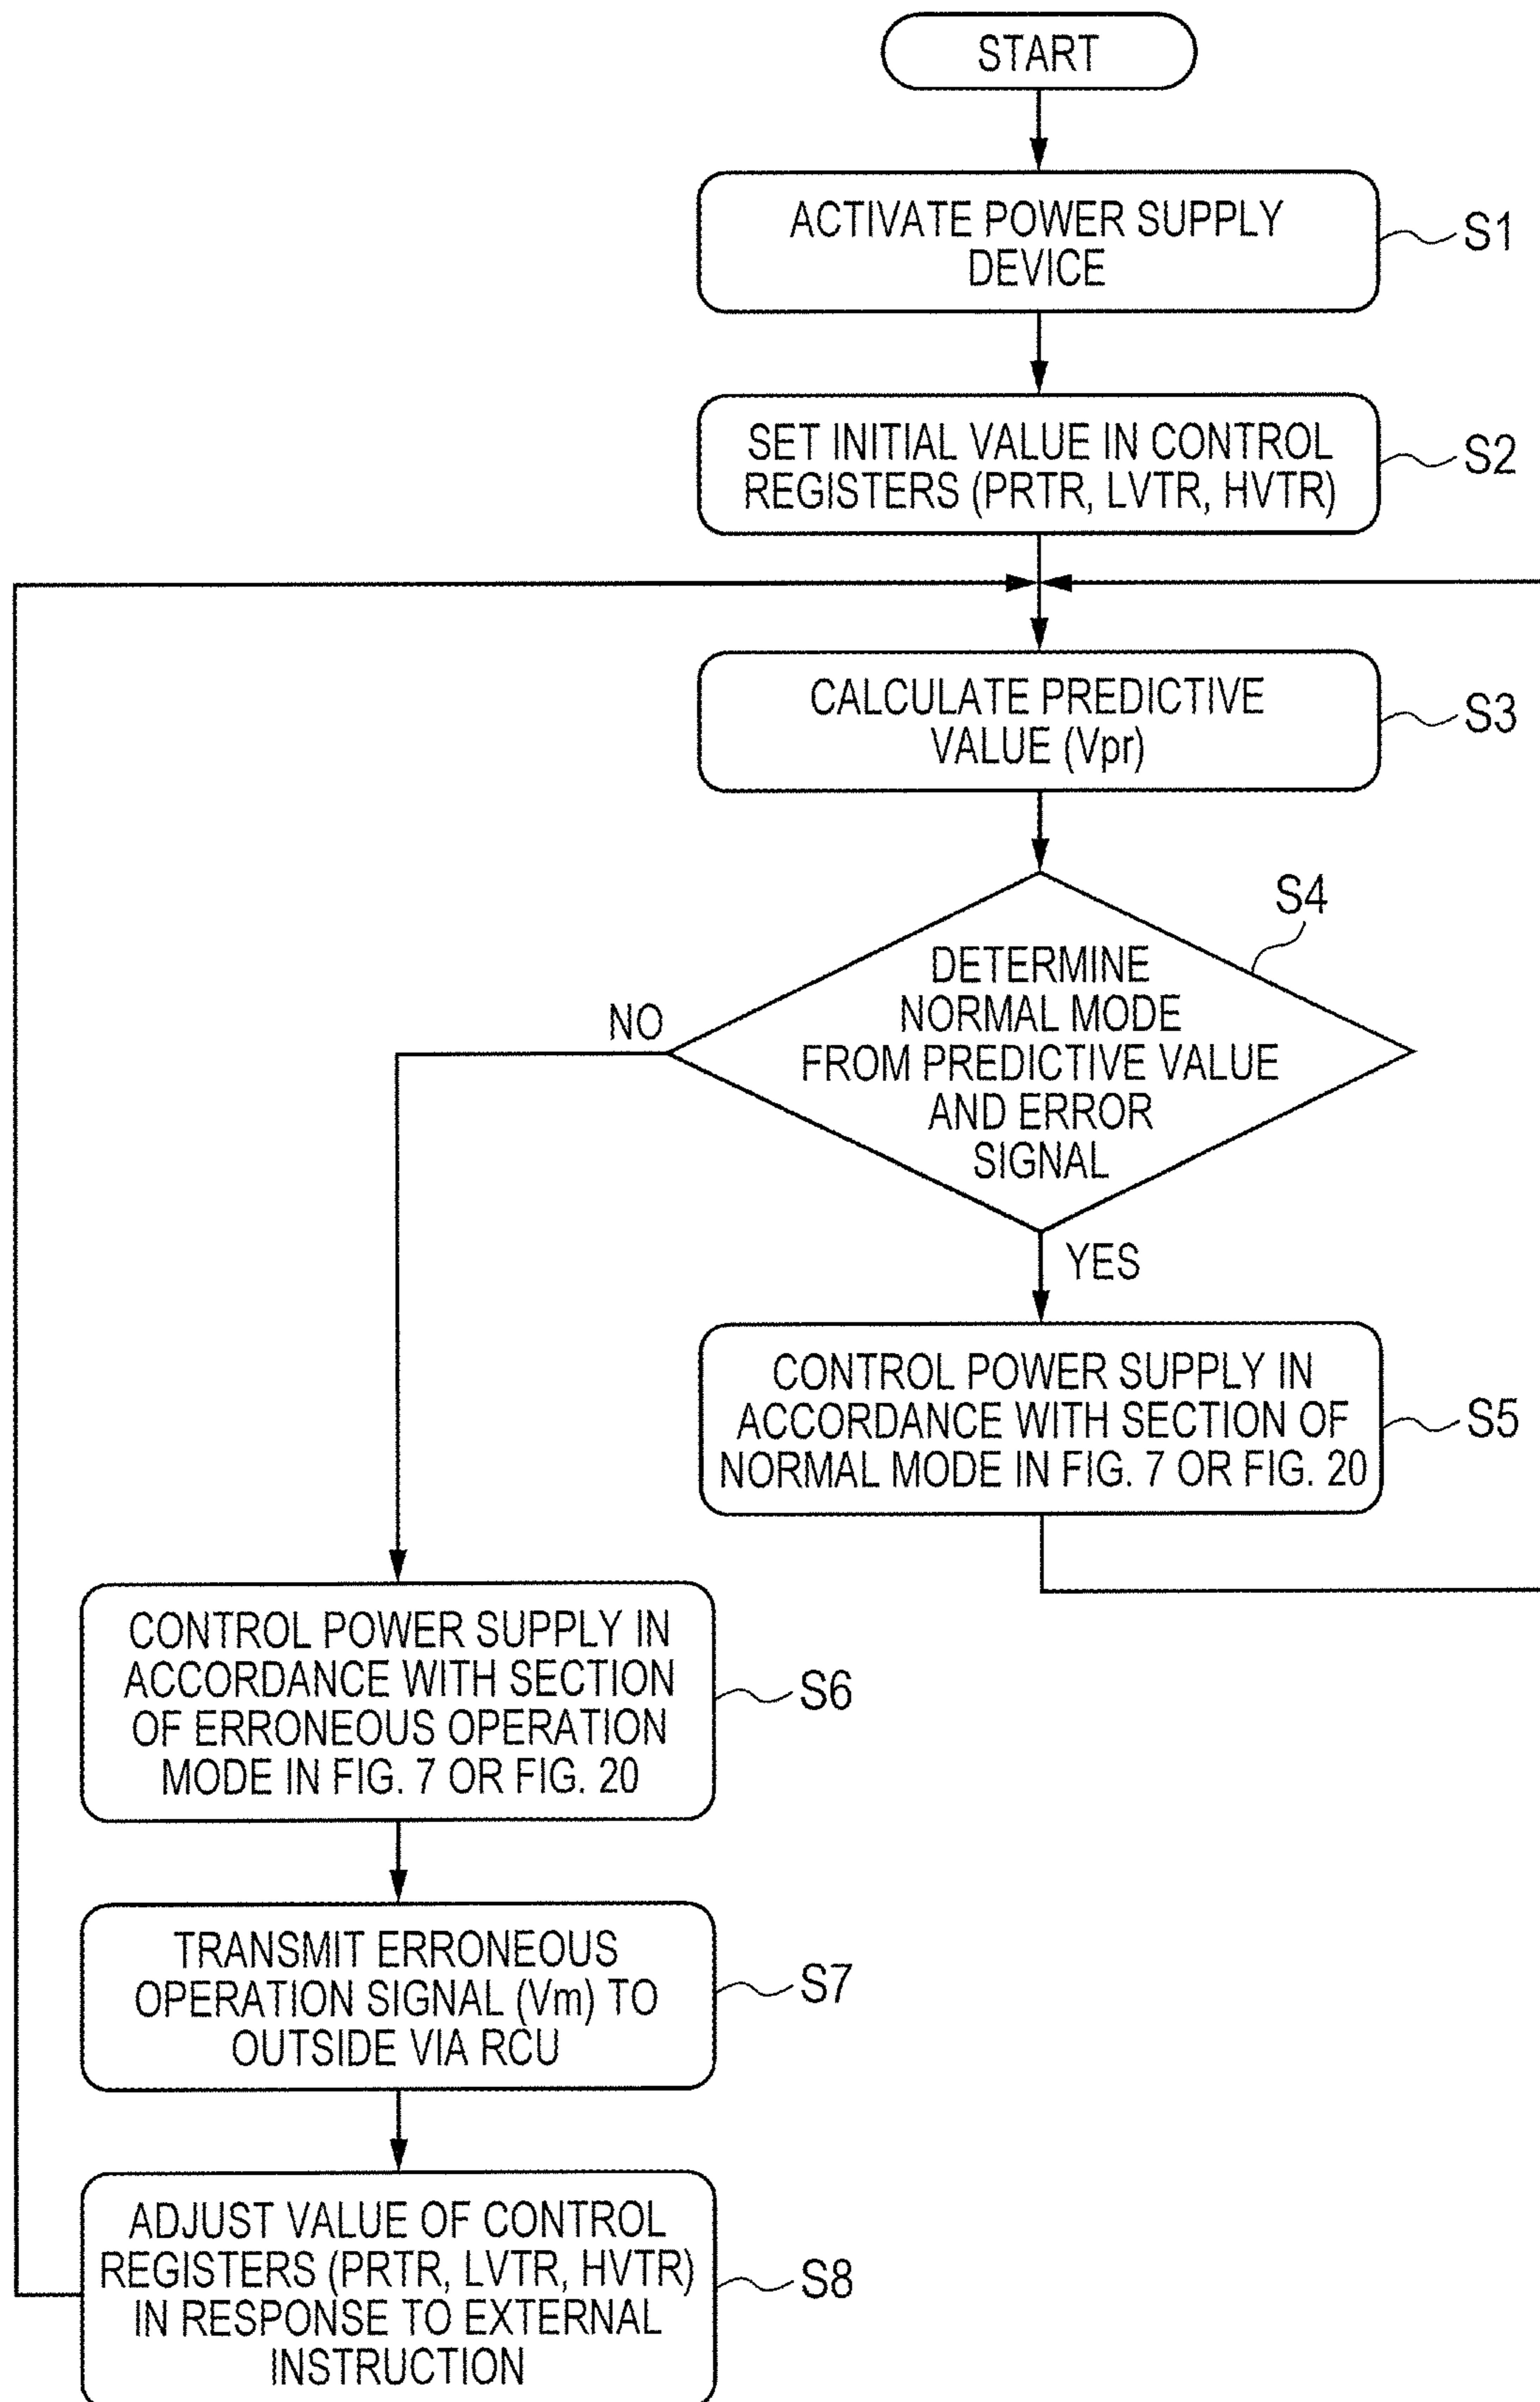 START
ACTIVATE POWER SUPPLY
DEVICE
S1
SET INITIAL VALUE IN CONTROL
REGISTERS (PRTR, LVTR, HVTR)
S2
CALCULATE PREDICTIVE
VALUE (Vpr)
S3
S4
DETERMINE
NORMAL MODE
FROM PREDICTIVE VALUE
AND ERROR
SIGNAL
NO
YES
CONTROL POWER SUPPLY IN
ACCORDANCE WITH SECTION OF
NORMAL MODE IN FIG. 7 OR FIG. 20
S5
CONTROL POWER SUPPLY IN
ACCORDANCE WITH SECTION
OF ERRONEOUS OPERATION
MODE IN FIG. 7 OR FIG. 20
S6
TRANSMIT ERRONEOUS
OPERATION SIGNAL (Vm) TO
OUTSIDE VIA RCU
S7
ADJUST VALUE OF CONTROL
REGISTERS (PRTR, LVTR, HVTR)
IN RESPONSE TO EXTERNAL
INSTRUCTION
S8